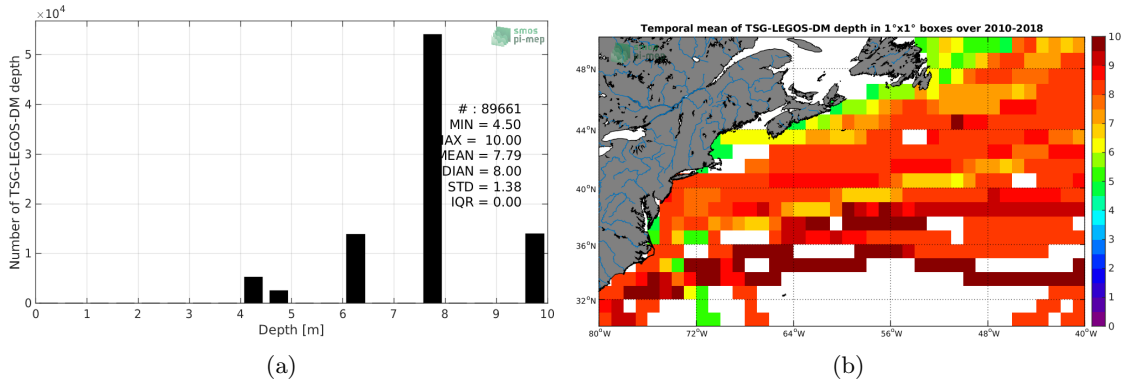 ×10⁴
5
4
3
2
1
0
Number of TSG-LEGOS-DM depth
smos
pi-mep
# : 89661
MIN = 4.50
MAX = 10.00
MEAN = 7.79
DIAN = 8.00
STD = 1.38
IQR = 0.00
0 1 2 3 4 5 6 7 8 9 10
Depth [m]
(a)
Temporal mean of TSG-LEGOS-DM depth in 1°x1° boxes over 2010-2018
smos
pi-mep
48°N
44°N
40°N
36°N
32°N
80°W 72°W 64°W 56°W 48°W 40°W
10
9
8
7
6
5
4
3
2
1
0
(b)